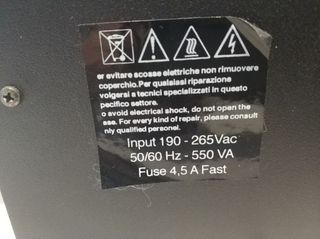 er evitare scosse elettriche non rimuovere
coperchio.Per qualsiasi riparazione
volgersi a tecnici specializzati in questo
pecifico settore.
o avoid electrical shock, do not open the
se. For every kind of repair, please consult
nly qualified personel.
Input 190 - 265Vac
50/60 Hz - 550 VA
Fuse 4,5 A Fast